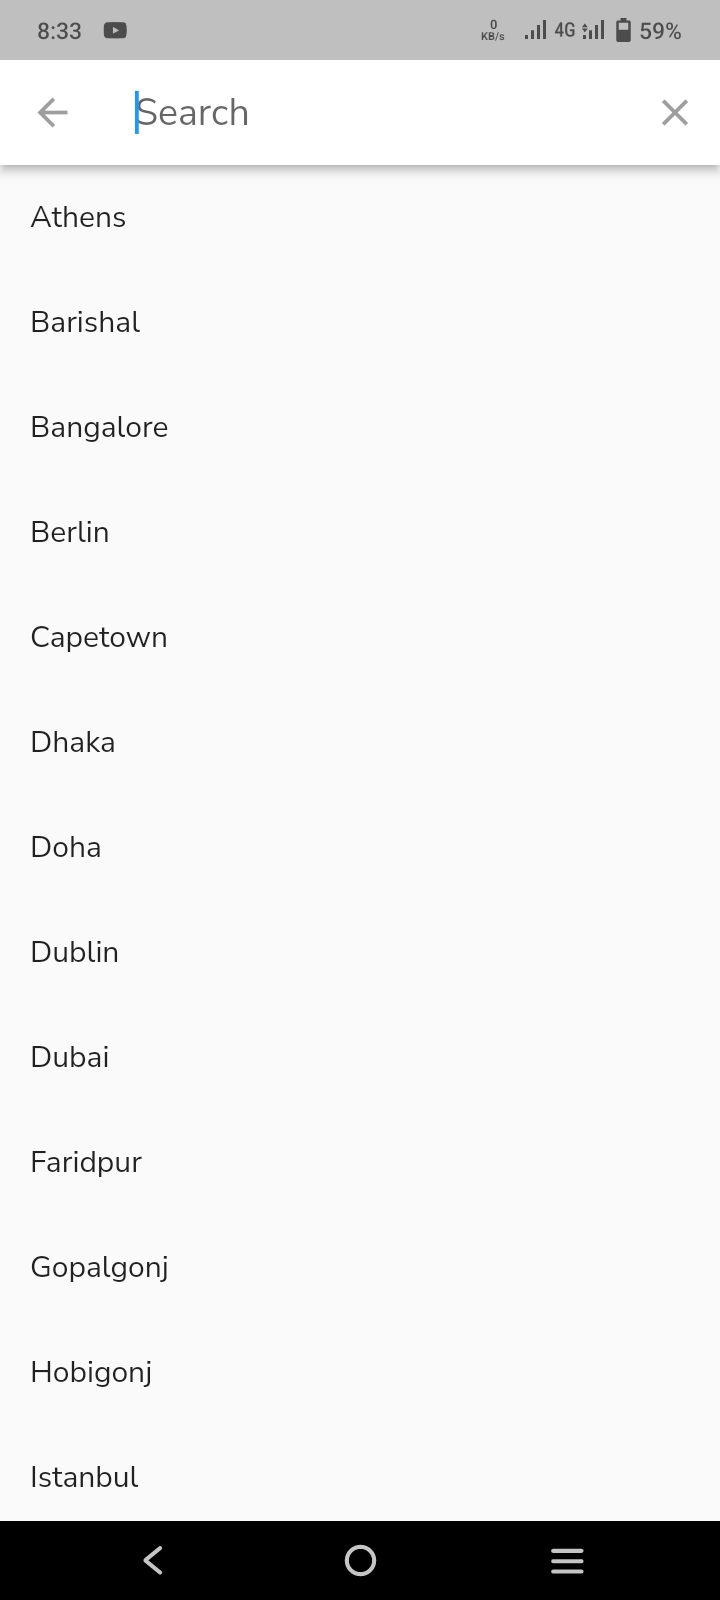 8:33
0
KB/s
4G
59%
Search
Athens
Barishal
Bangalore
Berlin
Capetown
Dhaka
Doha
Dublin
Dubai
Faridpur
Gopalgonj
Hobigonj
Istanbul